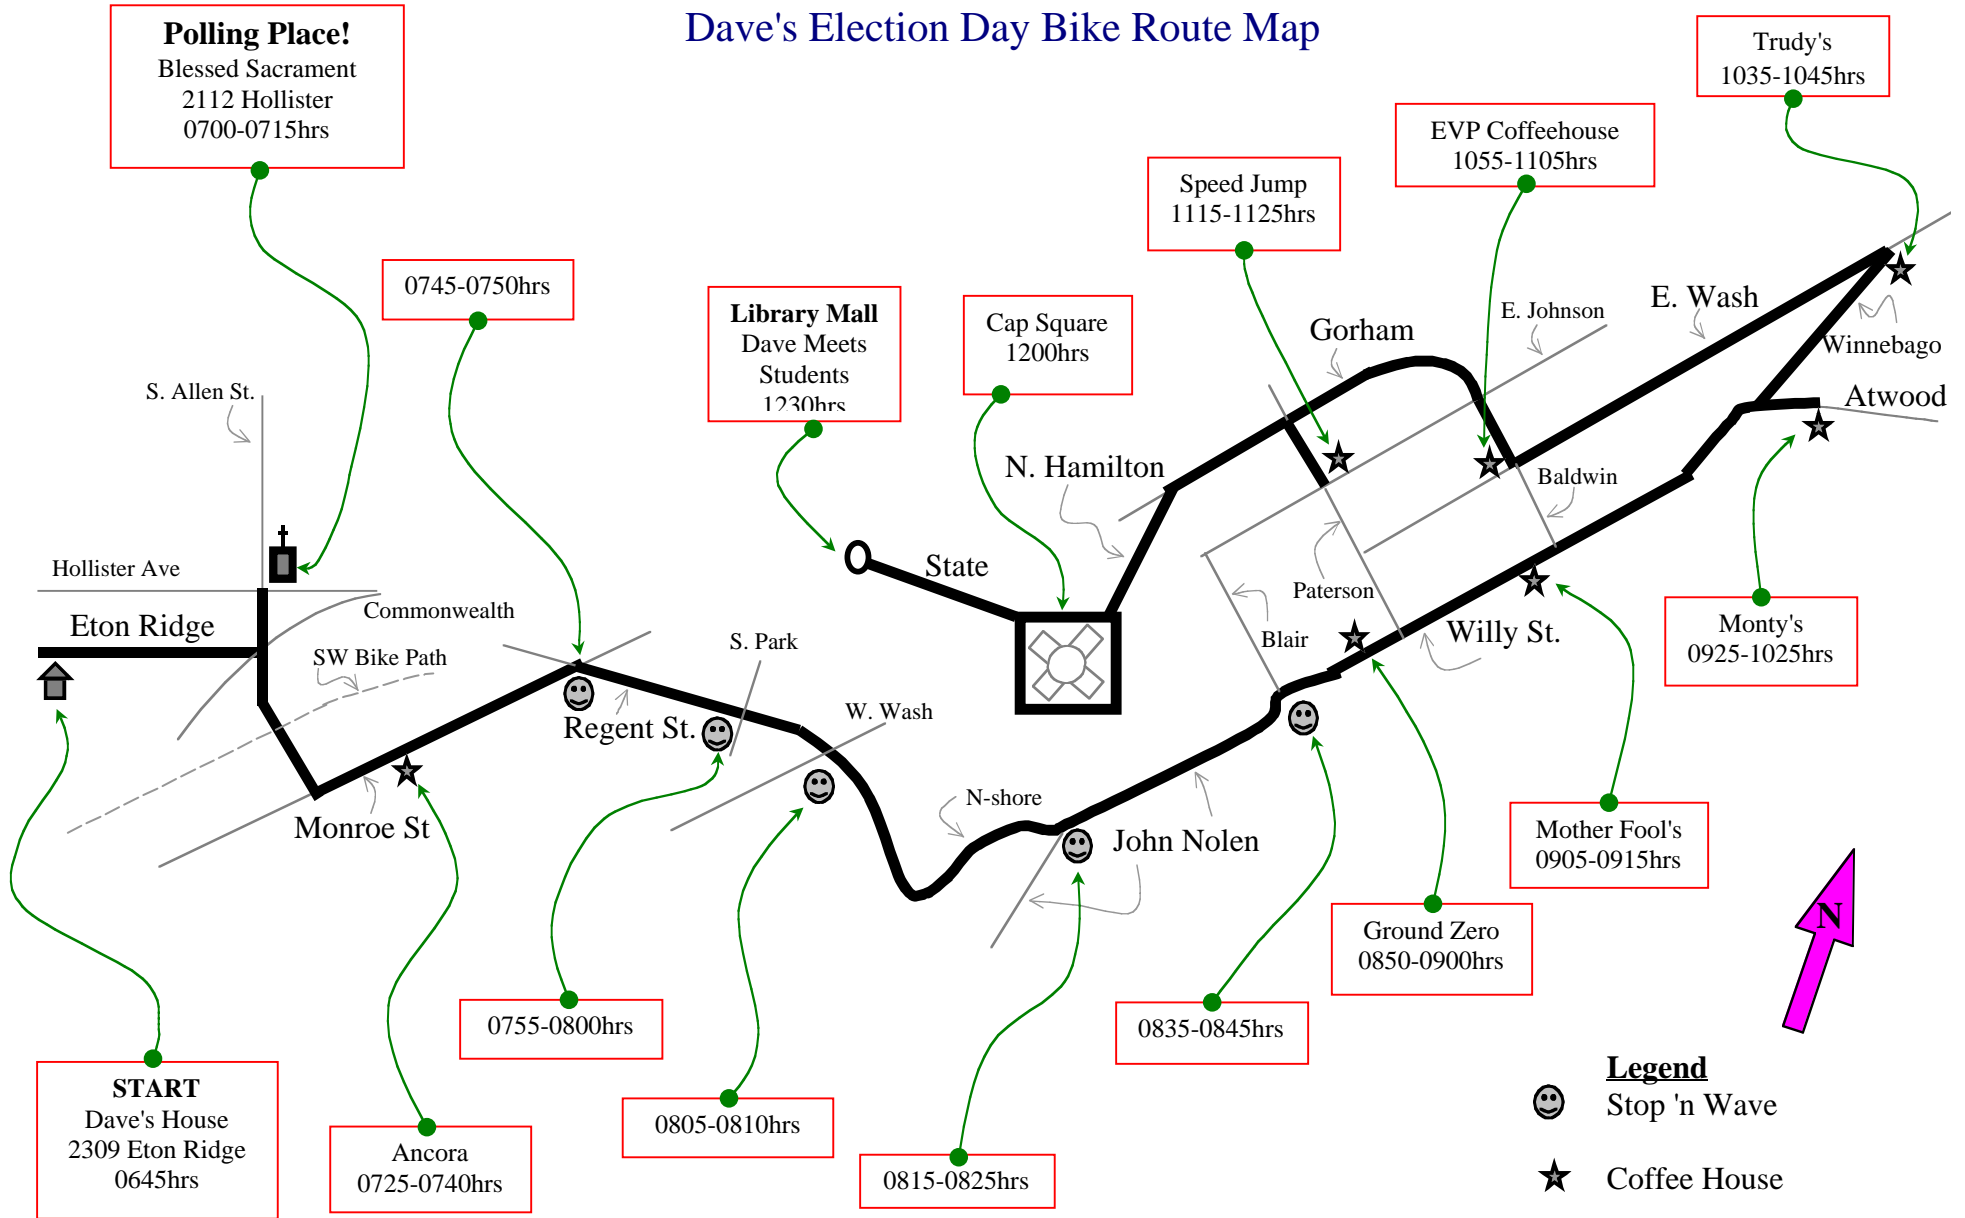 Dave's Election Day Bike Route Map
Polling Place!
Blessed Sacrament
2112 Hollister
0700-0715hrs
Trudy's
1035-1045hrs
EVP Coffeehouse
1055-1105hrs
Speed Jump
1115-1125hrs
0745-0750hrs
Library Mall
Dave Meets
Students
1230hrs
Cap Square
1200hrs
E. Wash
E. Johnson
Gorham
Winnebago
Atwood
S. Allen St.
N. Hamilton
Baldwin
Hollister Ave
State
Paterson
Commonwealth
Eton Ridge
Blair
Willy St.
Monty's
0925-1025hrs
SW Bike Path
S. Park
W. Wash
Regent St.
N-shore
Monroe St
John Nolen
Mother Fool's
0905-0915hrs
N
Ground Zero
0850-0900hrs
0755-0800hrs
0835-0845hrs
START
Dave's House
2309 Eton Ridge
0645hrs
Ancora
0725-0740hrs
0805-0810hrs
0815-0825hrs
Legend
Stop 'n Wave
Coffee House